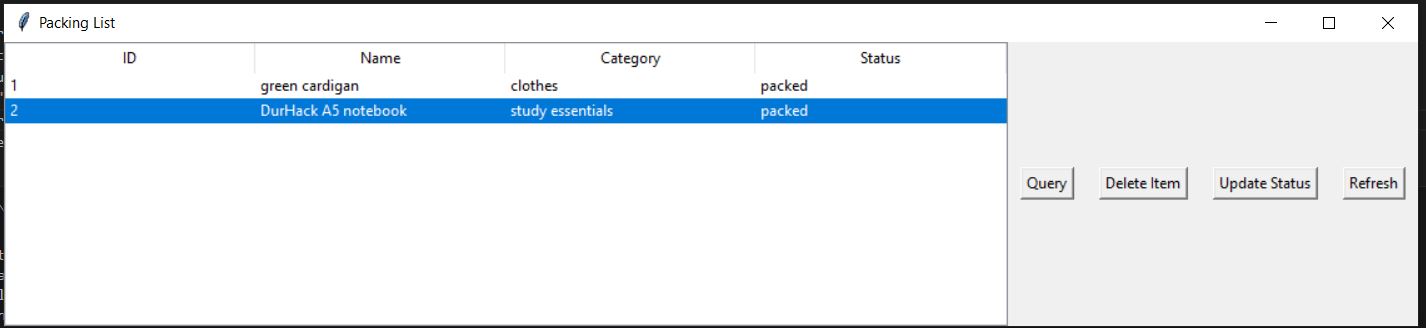 Packing List
ID Name Category Status
1 green cardigan clothes packed
2 DurHack A5 notebook study essentials packed
Query Delete Item Update Status Refresh